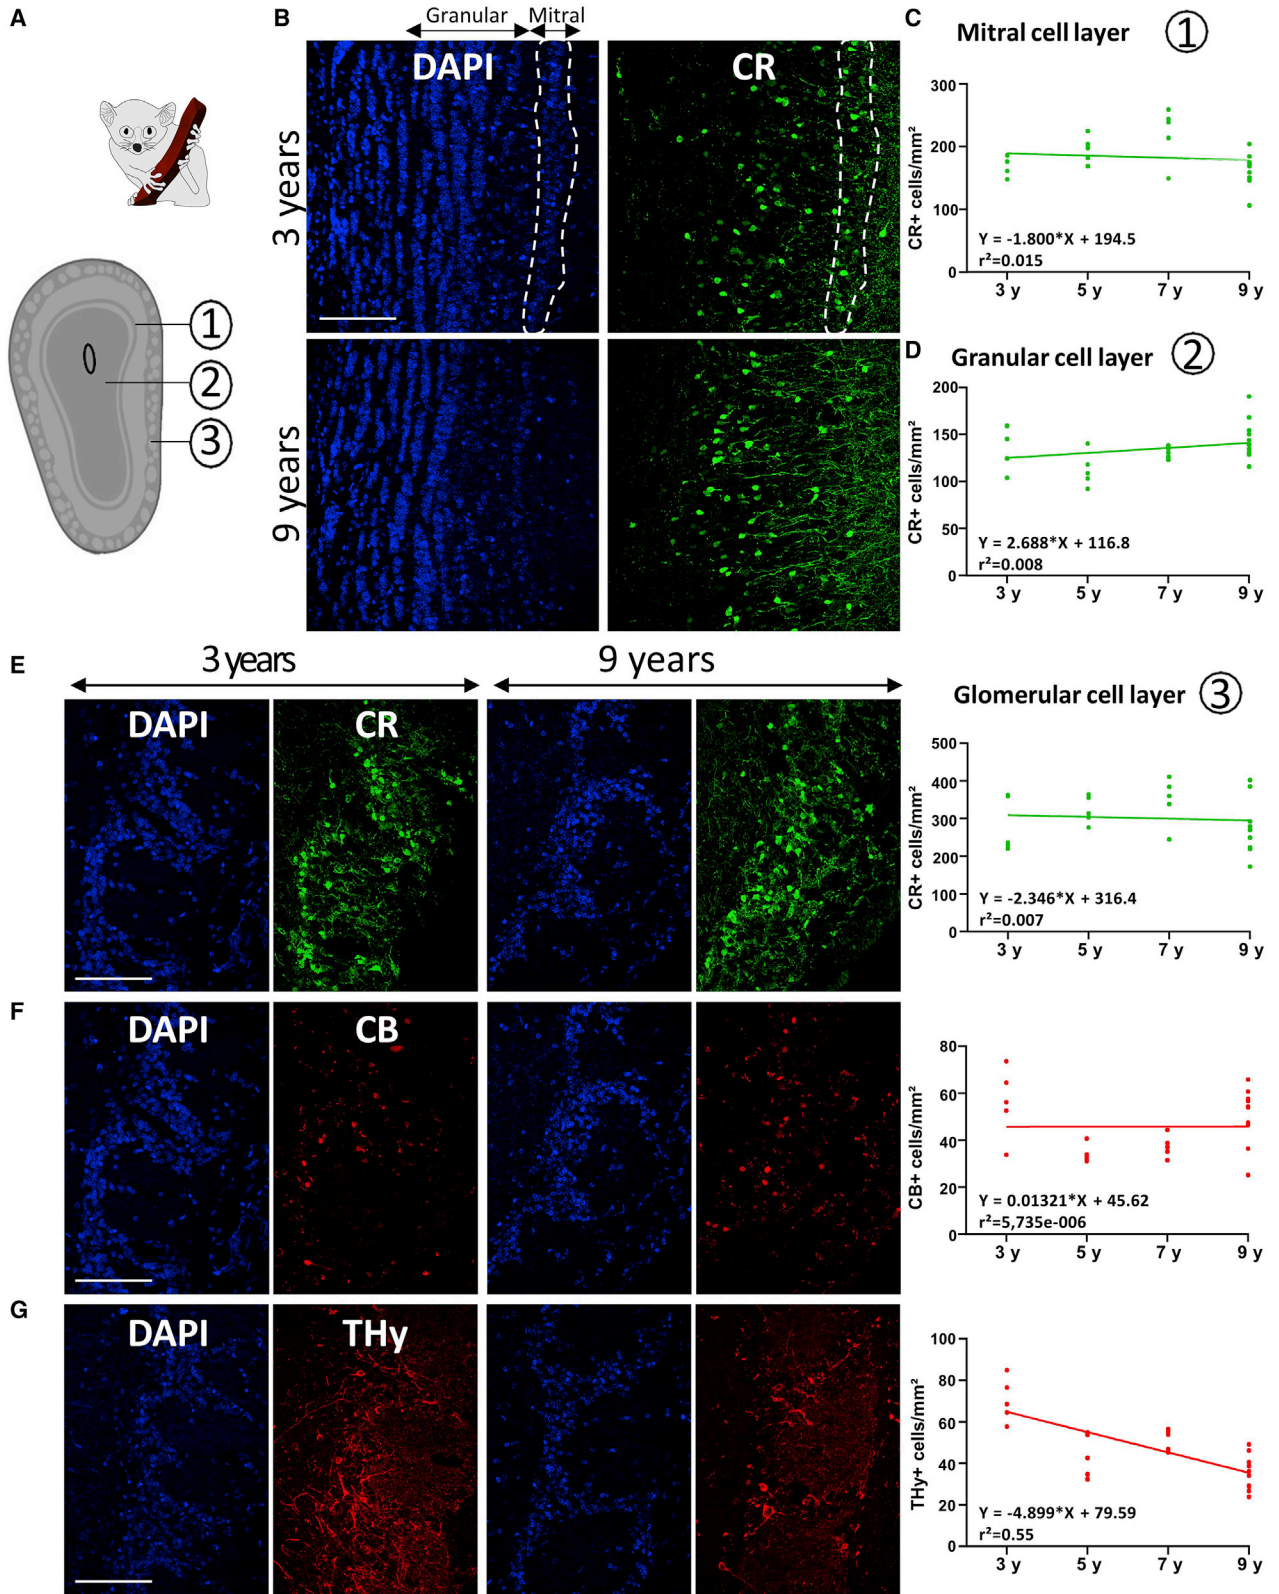 A
1
2
3
B
Granular Mitral
DAPI CR
3 years
9 years
C
Mitral cell layer 1
CR+ cells/mm²
300
200
100
0
Y = -1.800*X + 194.5
r²=0.015
3 y 5 y 7 y 9 y
D
Granular cell layer 2
CR+ cells/mm²
200
150
100
50
0
Y = 2.688*X + 116.8
r²=0.008
3 y 5 y 7 y 9 y
E
3 years 9 years
DAPI CR
Glomerular cell layer 3
CR+ cells/mm²
500
400
300
200
100
0
Y = -2.346*X + 316.4
r²=0.007
3 y 5 y 7 y 9 y
F
DAPI CB
CB+ cells/mm²
80
60
40
20
0
Y = 0.01321*X + 45.62
r²=5,735e-006
3 y 5 y 7 y 9 y
G
DAPI THy
THy+ cells/mm²
100
80
60
40
20
0
Y = -4.899*X + 79.59
r²=0.55
3 y 5 y 7 y 9 y